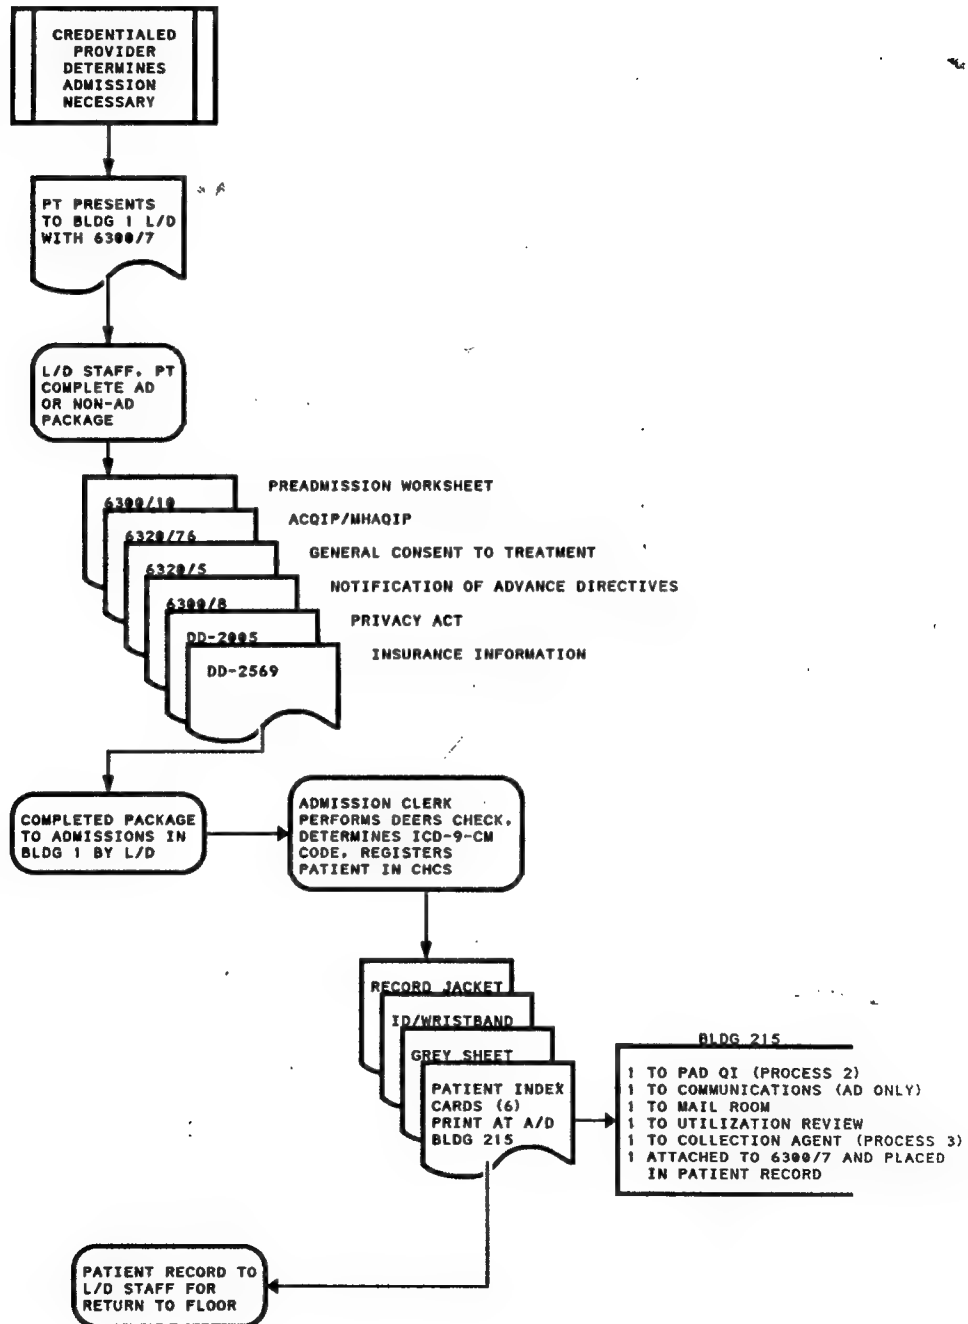 CREDENTIALED
PROVIDER
DETERMINES
ADMISSION
NECESSARY
PT PRESENTS
TO BLDG 1 L/D
WITH 6300/7
L/D STAFF, PT
COMPLETE AD
OR NON-AD
PACKAGE
6300/10
PREADMISSION WORKSHEET
6320/76
ACQIP/MHAQIP
6320/5
GENERAL CONSENT TO TREATMENT
6300/8
NOTIFICATION OF ADVANCE DIRECTIVES
DD-2005
PRIVACY ACT
DD-2569
INSURANCE INFORMATION
COMPLETED PACKAGE
TO ADMISSIONS IN
BLDG 1 BY L/D
ADMISSION CLERK
PERFORMS DEERS CHECK,
DETERMINES ICD-9-CM
CODE, REGISTERS
PATIENT IN CHCS
RECORD JACKET
ID/WRISTBAND
GREY SHEET
PATIENT INDEX
CARDS (6)
PRINT AT A/D
BLDG 215
BLDG 215
1 TO PAD QI (PROCESS 2)
1 TO COMMUNICATIONS (AD ONLY)
1 TO MAIL ROOM
1 TO UTILIZATION REVIEW
1 TO COLLECTION AGENT (PROCESS 3)
1 ATTACHED TO 6300/7 AND PLACED
IN PATIENT RECORD
PATIENT RECORD TO
L/D STAFF FOR
RETURN TO FLOOR